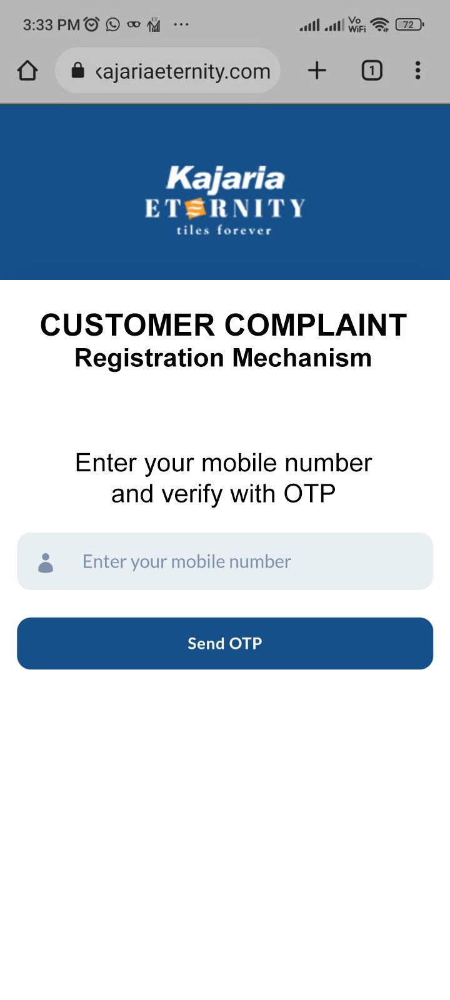 3:33 PM
Vo
WiFi
72
kajariaeternity.com
1
Kajaria
ETERNITY
tiles forever
CUSTOMER COMPLAINT
Registration Mechanism
Enter your mobile number
and verify with OTP
Enter your mobile number
Send OTP